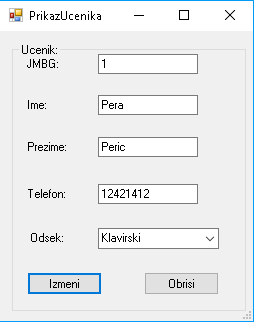 PrikazUcenika
Ucenik:
JMBG: 1
Ime: Pera
Prezime: Peric
Telefon: 12421412
Odsek: Klavirski
Izmeni Obrisi